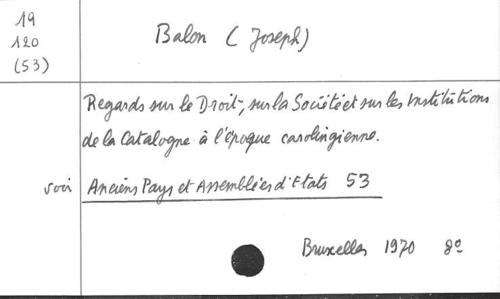 19
120
(53)
Balon (Joseph)
Regards sur le Droit, sur la Société et sur les Institutions
de la Catalogne à l'époque carolingienne.
voir Anciens Pays et Assemblées d'Etats 53
Bruxelles 1970 8º